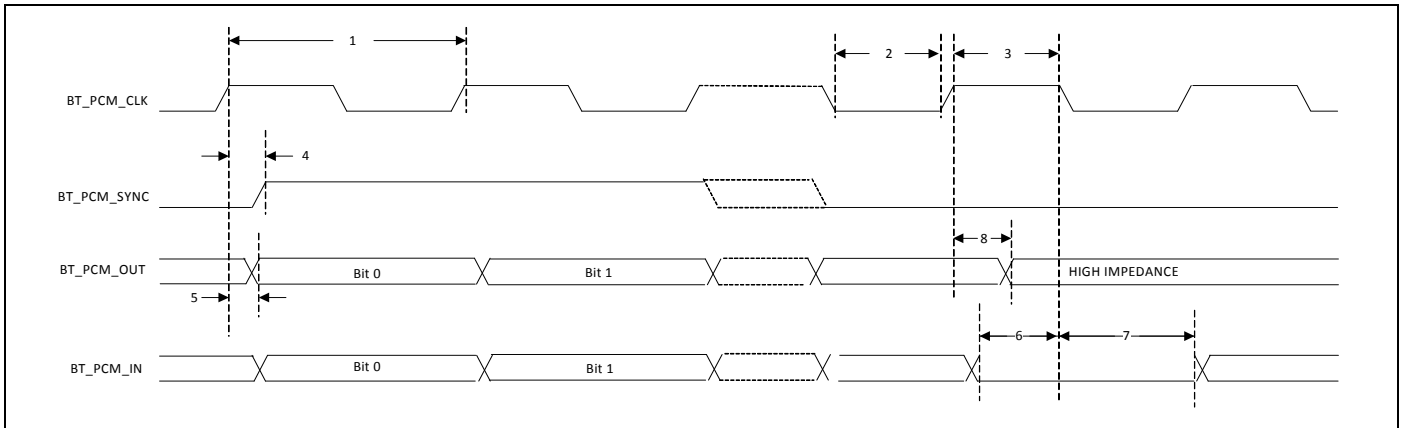 1
2
3
BT_PCM_CLK
4
BT_PCM_SYNC
8
BT_PCM_OUT
Bit 0
Bit 1
HIGH IMPEDANCE
5
6
7
BT_PCM_IN
Bit 0
Bit 1